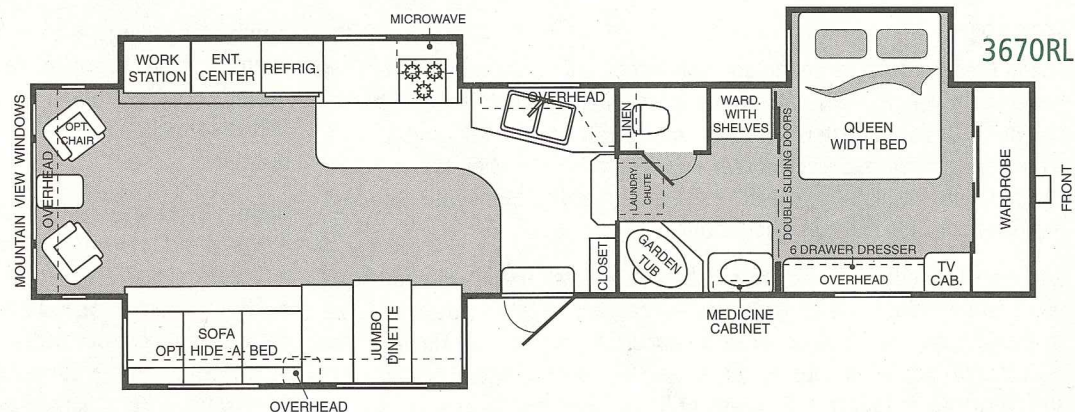 MICROWAVE
3670RL
WORK
STATION
ENT.
CENTER
REFRIG.
OVERHEAD
LINEN
WARD.
WITH
SHELVES
QUEEN
WIDTH BED
MOUNTAIN VIEW WINDOWS
OPT.
CHAIR
OVERHEAD
LAUNDRY
CHUTE
DOUBLE SLIDING DOORS
WARDROBE
FRONT
CLOSET
GARDEN
TUB
6 DRAWER DRESSER
OVERHEAD
TV
CAB.
MEDICINE
CABINET
SOFA
OPT. HIDE -A- BED
JUMBO
DINETTE
OVERHEAD